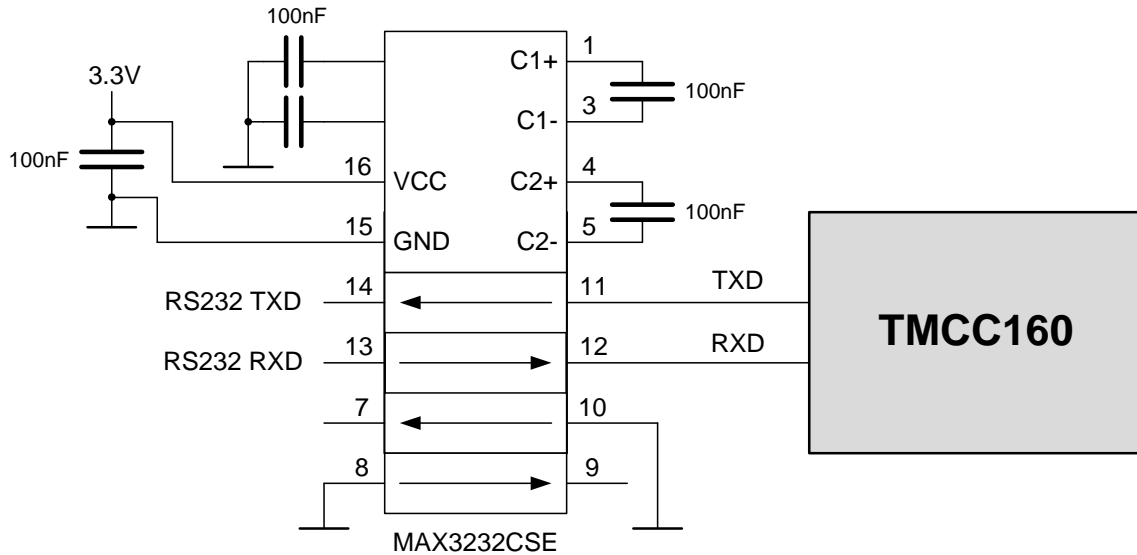 100nF
1
C1+
3.3V
100nF
3
C1-
100nF
16
VCC
C2+
4
100nF
15
GND
C2-
5
RS232 TXD
14
11
TXD
TMCC160
RS232 RXD
13
12
RXD
7
10
8
9
MAX3232CSE